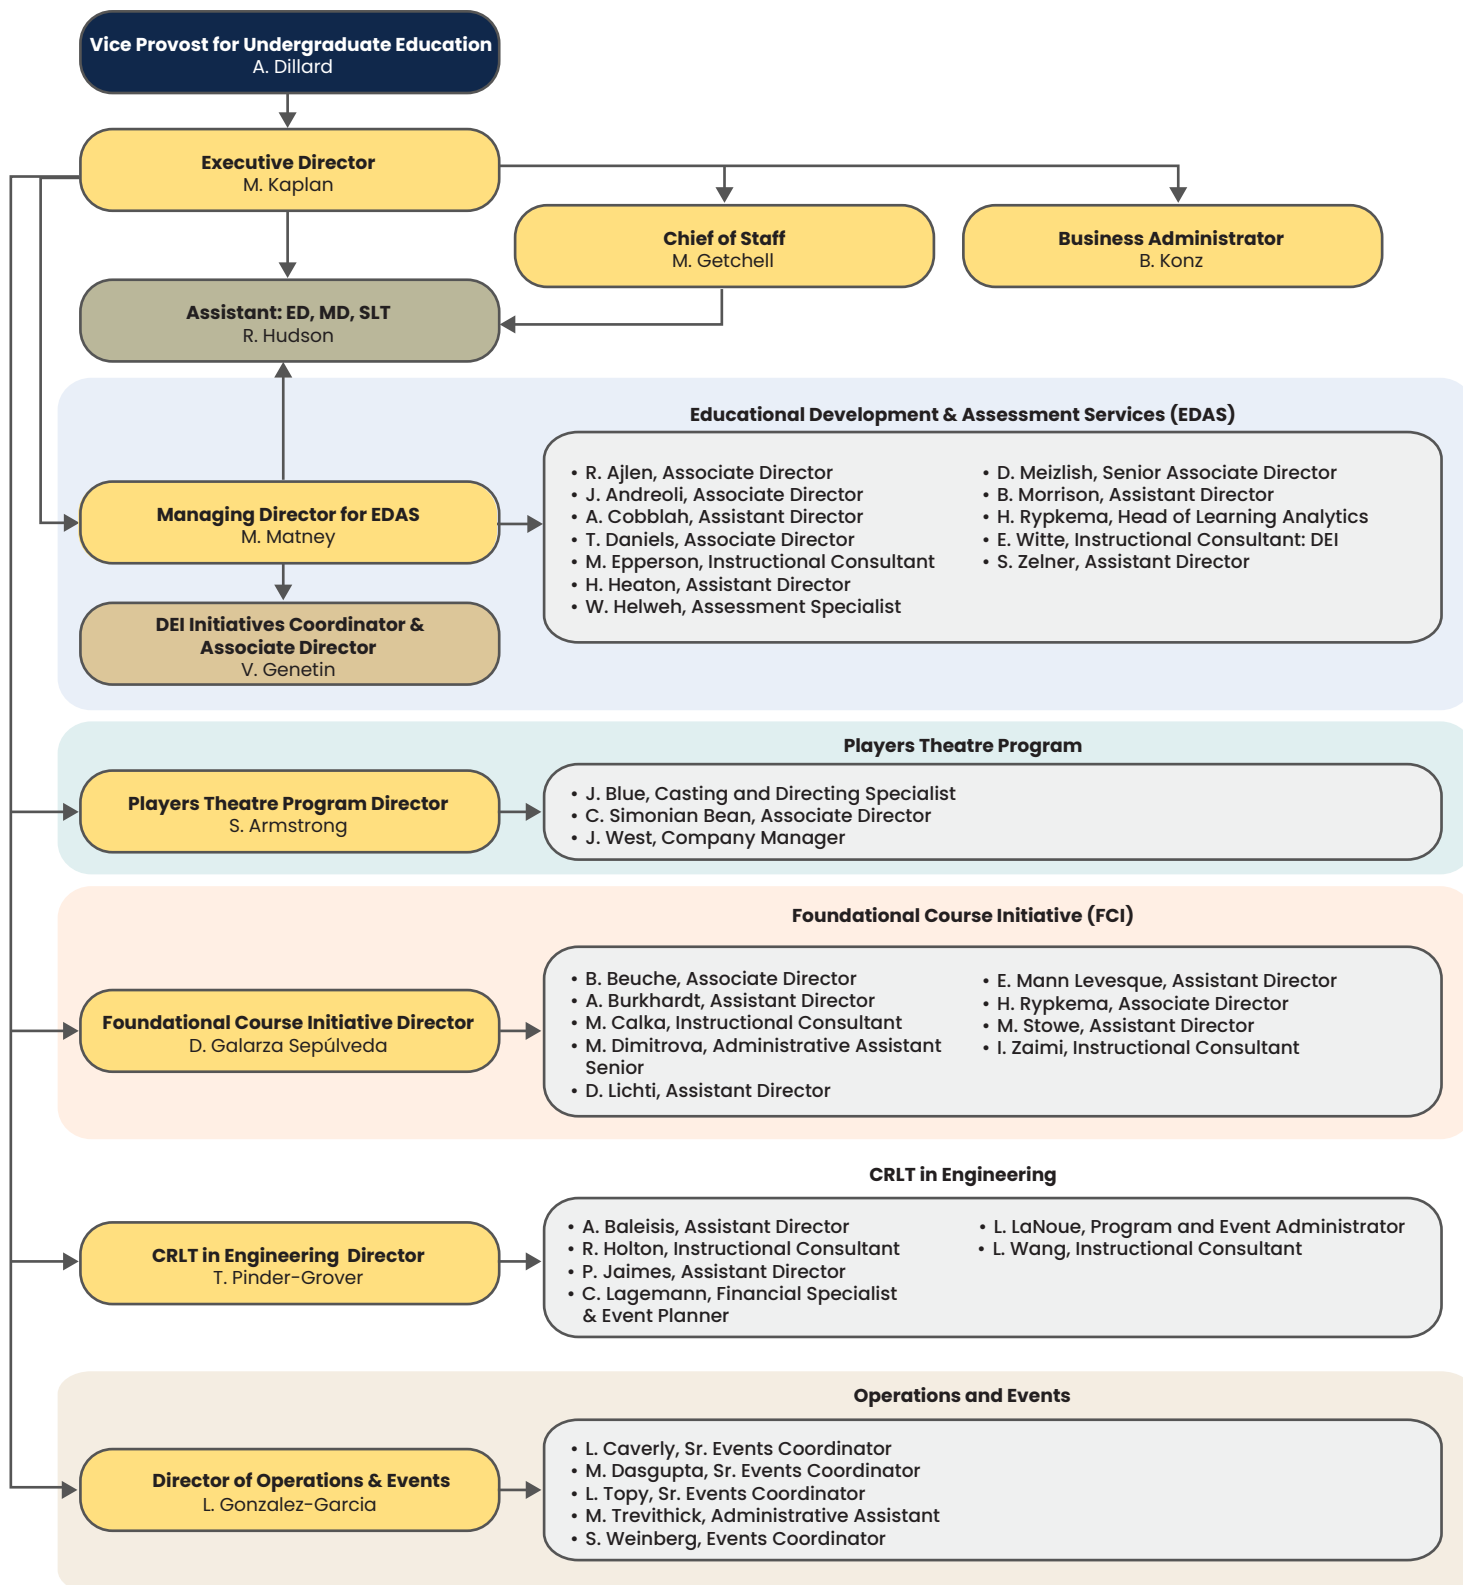 Vice Provost for Undergraduate Education
A. Dillard
Executive Director
M. Kaplan
Chief of Staff
M. Getchell
Business Administrator
B. Konz
Assistant: ED, MD, SLT
R. Hudson
Educational Development & Assessment Services (EDAS)
Managing Director for EDAS
M. Matney
DEI Initiatives Coordinator &
Associate Director
V. Genetin
• R. Ajlen, Associate Director
• J. Andreoli, Associate Director
• A. Cobblah, Assistant Director
• T. Daniels, Associate Director
• M. Epperson, Instructional Consultant
• H. Heaton, Assistant Director
• W. Helweh, Assessment Specialist
• D. Meizlish, Senior Associate Director
• B. Morrison, Assistant Director
• H. Rypkema, Head of Learning Analytics
• E. Witte, Instructional Consultant: DEI
• S. Zelner, Assistant Director
Players Theatre Program
Players Theatre Program Director
S. Armstrong
• J. Blue, Casting and Directing Specialist
• C. Simonian Bean, Associate Director
• J. West, Company Manager
Foundational Course Initiative (FCI)
Foundational Course Initiative Director
D. Galarza Sepúlveda
• B. Beuche, Associate Director
• A. Burkhardt, Assistant Director
• M. Calka, Instructional Consultant
• M. Dimitrova, Administrative Assistant
Senior
• D. Lichti, Assistant Director
• E. Mann Levesque, Assistant Director
• H. Rypkema, Associate Director
• M. Stowe, Assistant Director
• I. Zaimi, Instructional Consultant
CRLT in Engineering
CRLT in Engineering Director
T. Pinder-Grover
• A. Baleisis, Assistant Director
• R. Holton, Instructional Consultant
• P. Jaimes, Assistant Director
• C. Lagemann, Financial Specialist
& Event Planner
• L. LaNoue, Program and Event Administrator
• L. Wang, Instructional Consultant
Operations and Events
Director of Operations & Events
L. Gonzalez-Garcia
• L. Caverly, Sr. Events Coordinator
• M. Dasgupta, Sr. Events Coordinator
• L. Topy, Sr. Events Coordinator
• M. Trevithick, Administrative Assistant
• S. Weinberg, Events Coordinator